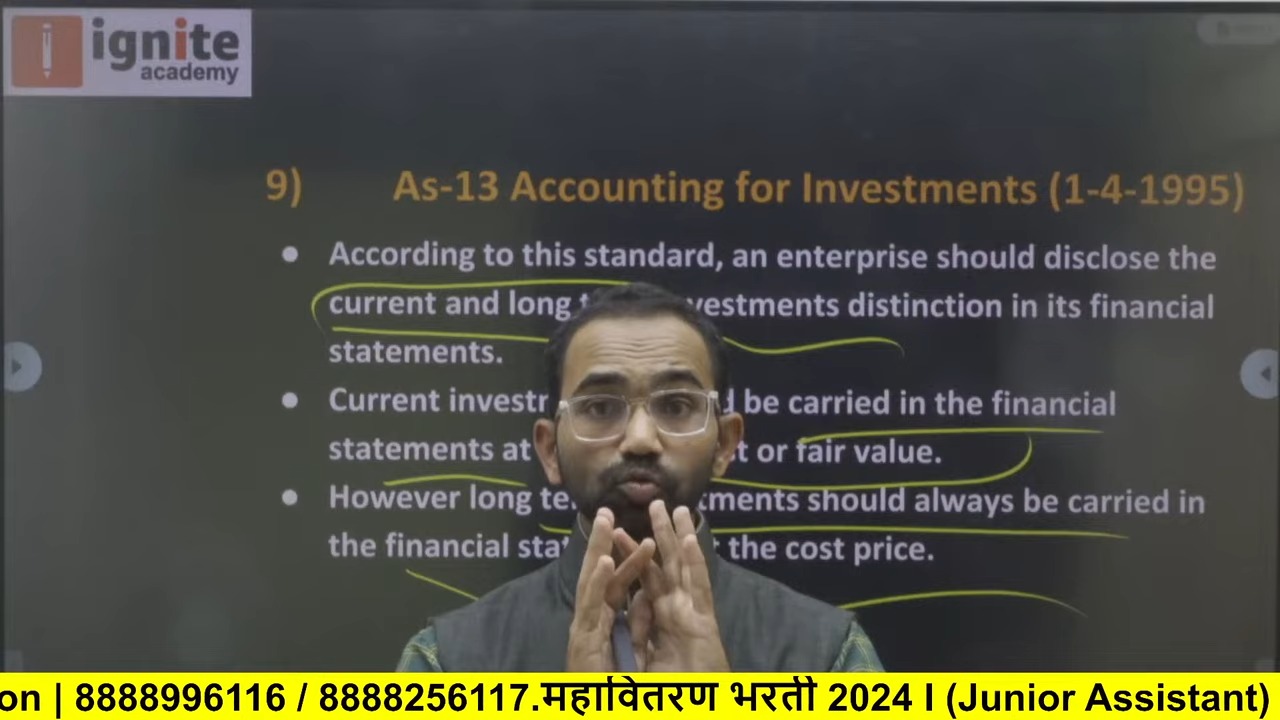 ignite
academy
9) As-13 Accounting for Investments (1-4-1995)
● According to this standard, an enterprise should disclose the
current and long vestments distinction in its financial
statements.
● Current invest be carried in the financial
statements at or fair value.
● However long tments should always be carried in
the financial the cost price.
on | 8888996116 / 8888256117.महावितरण भरती 2024 I (Junior Assistant)